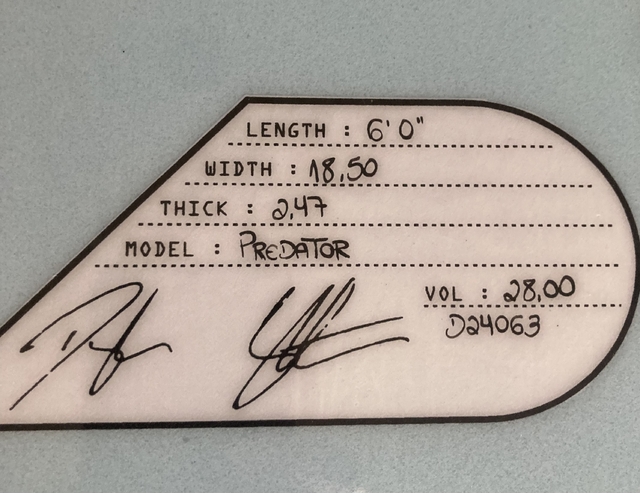 LENGTH : 6'0"
WIDTH : 18,50
THICK : 2,47
MODEL : PREDATOR
VOL : 28,00
D24063